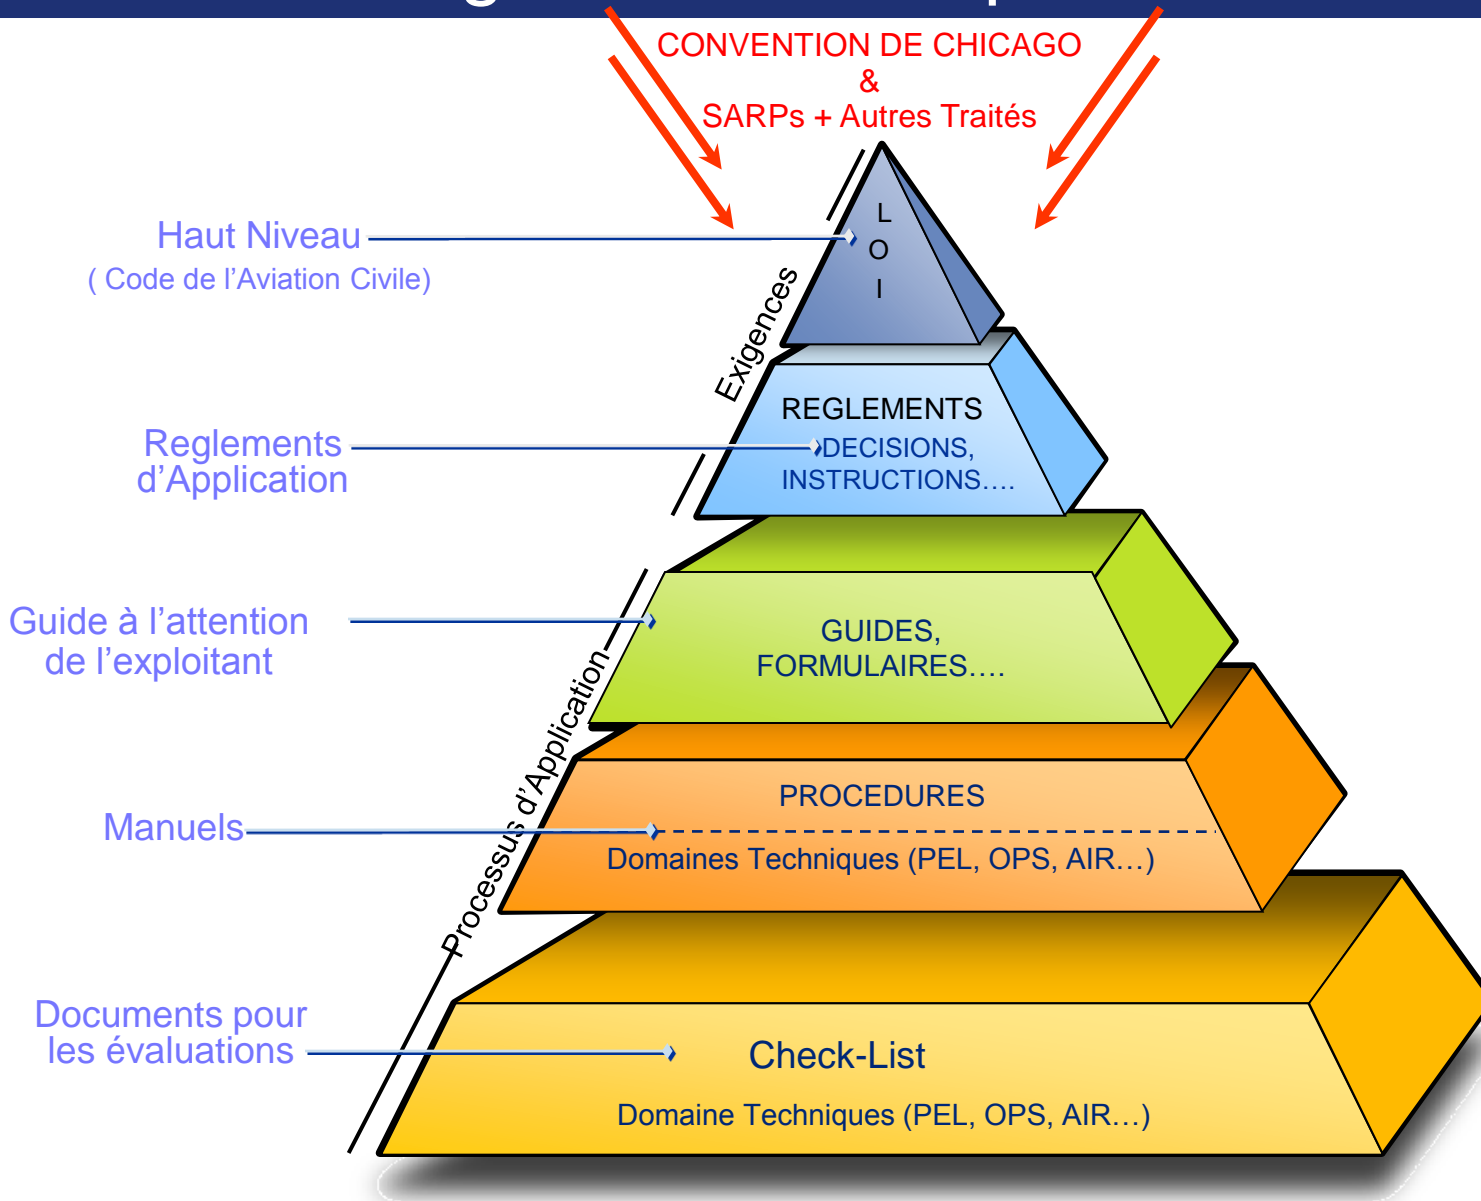 CONVENTION DE CHICAGO
&
SARPs + Autres Traités
L
O
I
Haut Niveau
( Code de l’Aviation Civile)
Exigences
REGLEMENTS
DECISIONS,
INSTRUCTIONS….
Reglements
d’Application
GUIDES,
FORMULAIRES….
Guide à l’attention
de l’exploitant
Processus d’Application
PROCEDURES
Domaines Techniques (PEL, OPS, AIR…)
Manuels
Check-List
Domaine Techniques (PEL, OPS, AIR…)
Documents pour
les évaluations